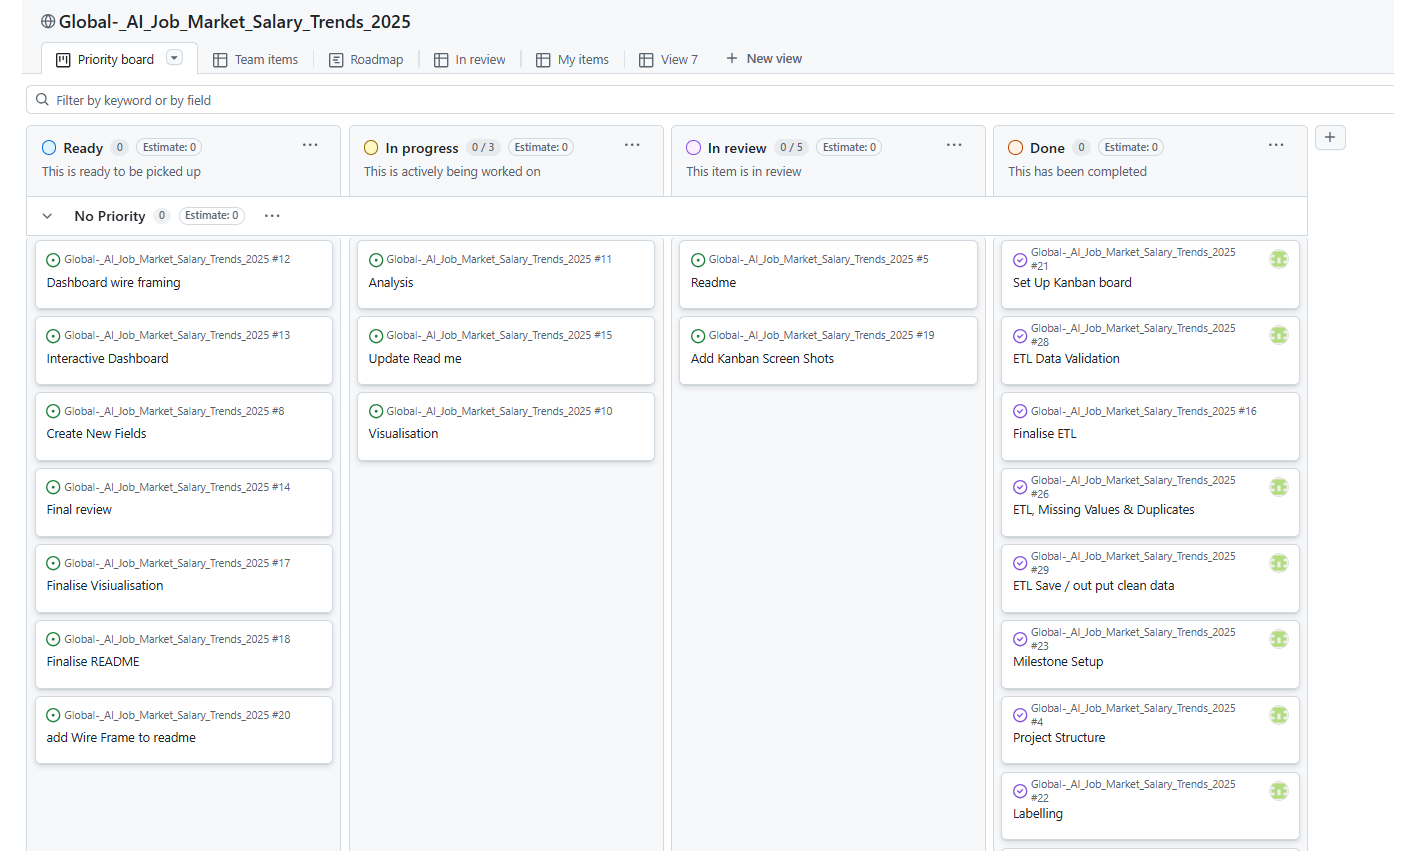 Global-_AI_Job_Market_Salary_Trends_2025
Priority board
Team items
Roadmap
In review
My items
View 7
New view
Filter by keyword or by field
Ready 0 Estimate: 0
This is ready to be picked up
In progress 0 / 3 Estimate: 0
This is actively being worked on
In review 0 / 5 Estimate: 0
This item is in review
Done 0 Estimate: 0
This has been completed
No Priority 0 Estimate: 0
Global-_AI_Job_Market_Salary_Trends_2025 #12
Dashboard wire framing
Global-_AI_Job_Market_Salary_Trends_2025 #13
Interactive Dashboard
Global-_AI_Job_Market_Salary_Trends_2025 #8
Create New Fields
Global-_AI_Job_Market_Salary_Trends_2025 #14
Final review
Global-_AI_Job_Market_Salary_Trends_2025 #17
Finalise Visiualisation
Global-_AI_Job_Market_Salary_Trends_2025 #18
Finalise README
Global-_AI_Job_Market_Salary_Trends_2025 #20
add Wire Frame to readme
Global-_AI_Job_Market_Salary_Trends_2025 #11
Analysis
Global-_AI_Job_Market_Salary_Trends_2025 #15
Update Read me
Global-_AI_Job_Market_Salary_Trends_2025 #10
Visualisation
Global-_AI_Job_Market_Salary_Trends_2025 #5
Readme
Global-_AI_Job_Market_Salary_Trends_2025 #19
Add Kanban Screen Shots
Global-_AI_Job_Market_Salary_Trends_2025
#21
Set Up Kanban board
Global-_AI_Job_Market_Salary_Trends_2025
#28
ETL Data Validation
Global-_AI_Job_Market_Salary_Trends_2025 #16
Finalise ETL
Global-_AI_Job_Market_Salary_Trends_2025
#26
ETL, Missing Values & Duplicates
Global-_AI_Job_Market_Salary_Trends_2025
#29
ETL Save / out put clean data
Global-_AI_Job_Market_Salary_Trends_2025
#23
Milestone Setup
Global-_AI_Job_Market_Salary_Trends_2025
#4
Project Structure
Global-_AI_Job_Market_Salary_Trends_2025
#22
Labelling